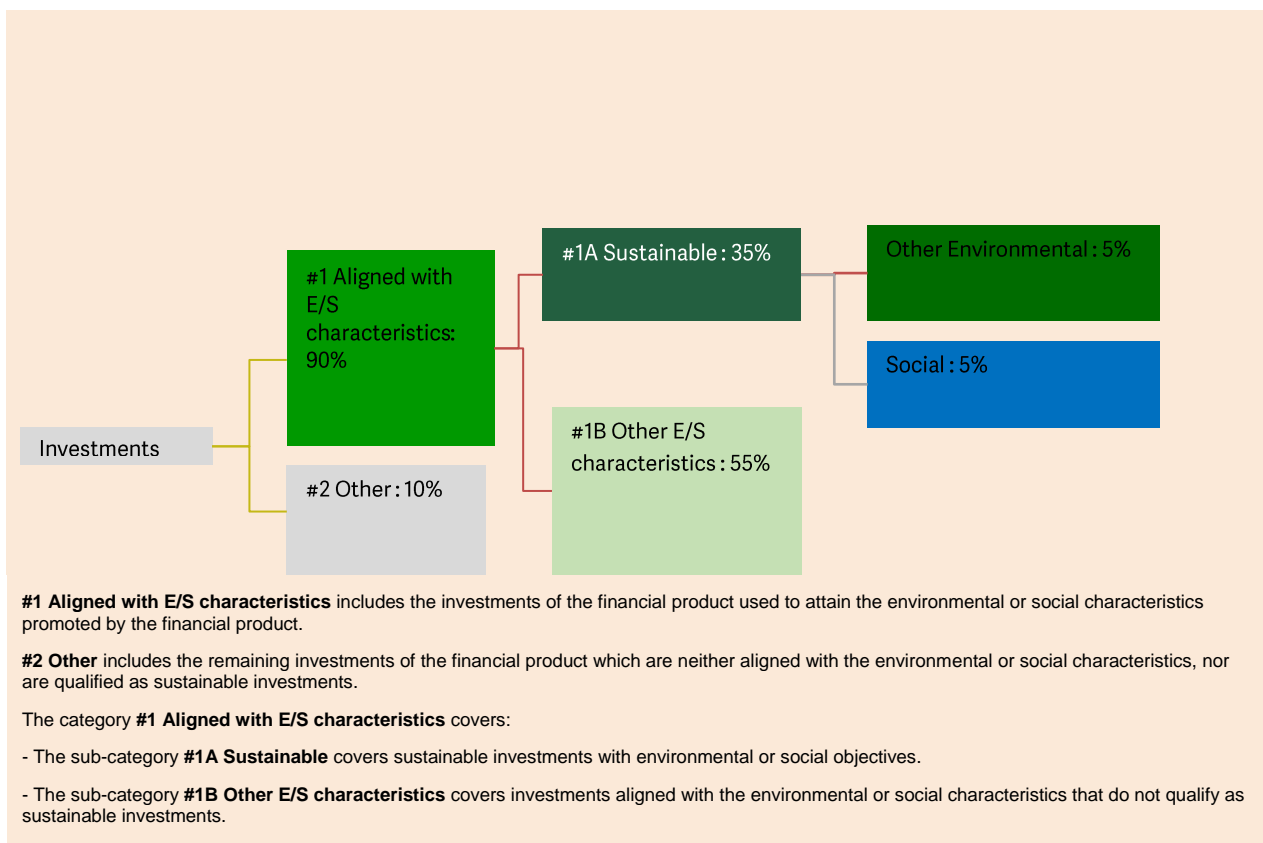 Investments
#1 Aligned with
E/S
characteristics:
90%
#2 Other : 10%
#1A Sustainable : 35%
#1B Other E/S
characteristics : 55%
Other Environmental : 5%
Social : 5%
#1 Aligned with E/S characteristics includes the investments of the financial product used to attain the environmental or social characteristics
promoted by the financial product.
#2 Other includes the remaining investments of the financial product which are neither aligned with the environmental or social characteristics, nor
are qualified as sustainable investments.
The category #1 Aligned with E/S characteristics covers:
- The sub-category #1A Sustainable covers sustainable investments with environmental or social objectives.
- The sub-category #1B Other E/S characteristics covers investments aligned with the environmental or social characteristics that do not qualify as
sustainable investments.